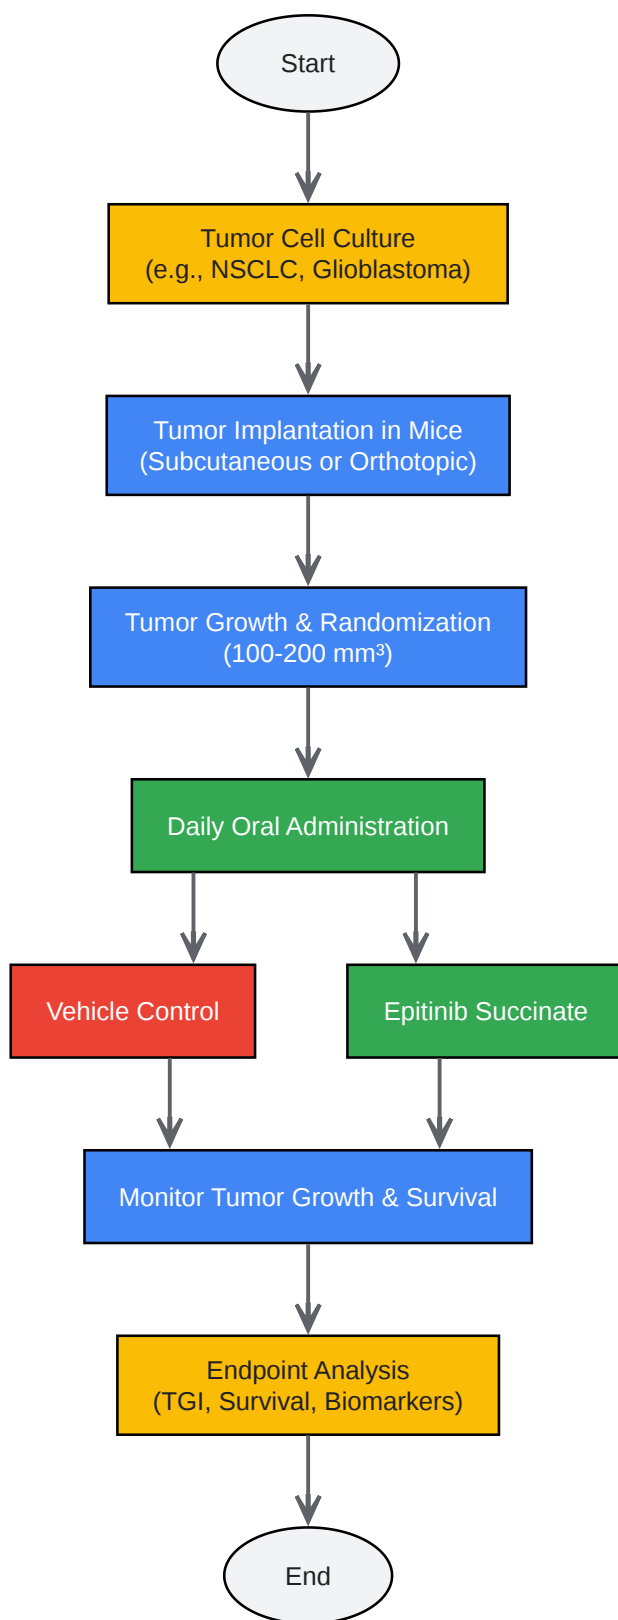 Start
Tumor Cell Culture
(e.g., NSCLC, Glioblastoma)
Tumor Implantation in Mice
(Subcutaneous or Orthotopic)
Tumor Growth & Randomization
(100-200 mm³)
Daily Oral Administration
Vehicle Control
Epitinib Succinate
Monitor Tumor Growth & Survival
Endpoint Analysis
(TGI, Survival, Biomarkers)
End